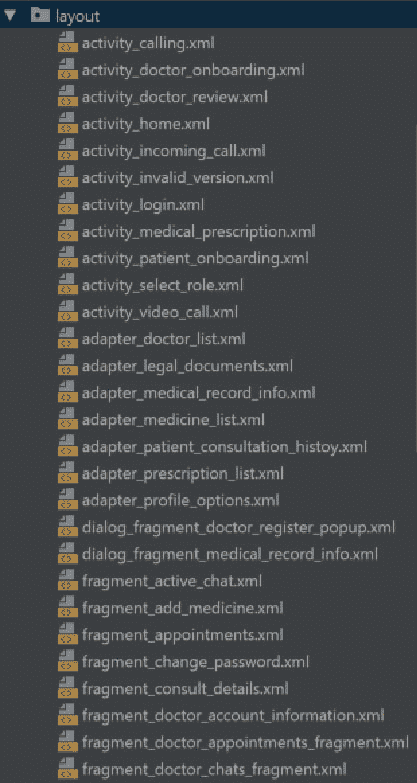 layout
activity_calling.xml
activity_doctor_onboarding.xml
activity_doctor_review.xml
activity_home.xml
activity_incoming_call.xml
activity_invalid_version.xml
activity_login.xml
activity_medical_prescription.xml
activity_patient_onboarding.xml
activity_select_role.xml
activity_video_call.xml
adapter_doctor_list.xml
adapter_legal_documents.xml
adapter_medical_record_info.xml
adapter_medicine_list.xml
adapter_patient_consultation_histoy.xml
adapter_prescription_list.xml
adapter_profile_options.xml
dialog_fragment_doctor_register_popup.xml
dialog_fragment_medical_record_info.xml
fragment_active_chat.xml
fragment_add_medicine.xml
fragment_appointments.xml
fragment_change_password.xml
fragment_consult_details.xml
fragment_doctor_account_information.xml
fragment_doctor_appointments_fragment.xml
fragment_doctor_chats_fragment.xml